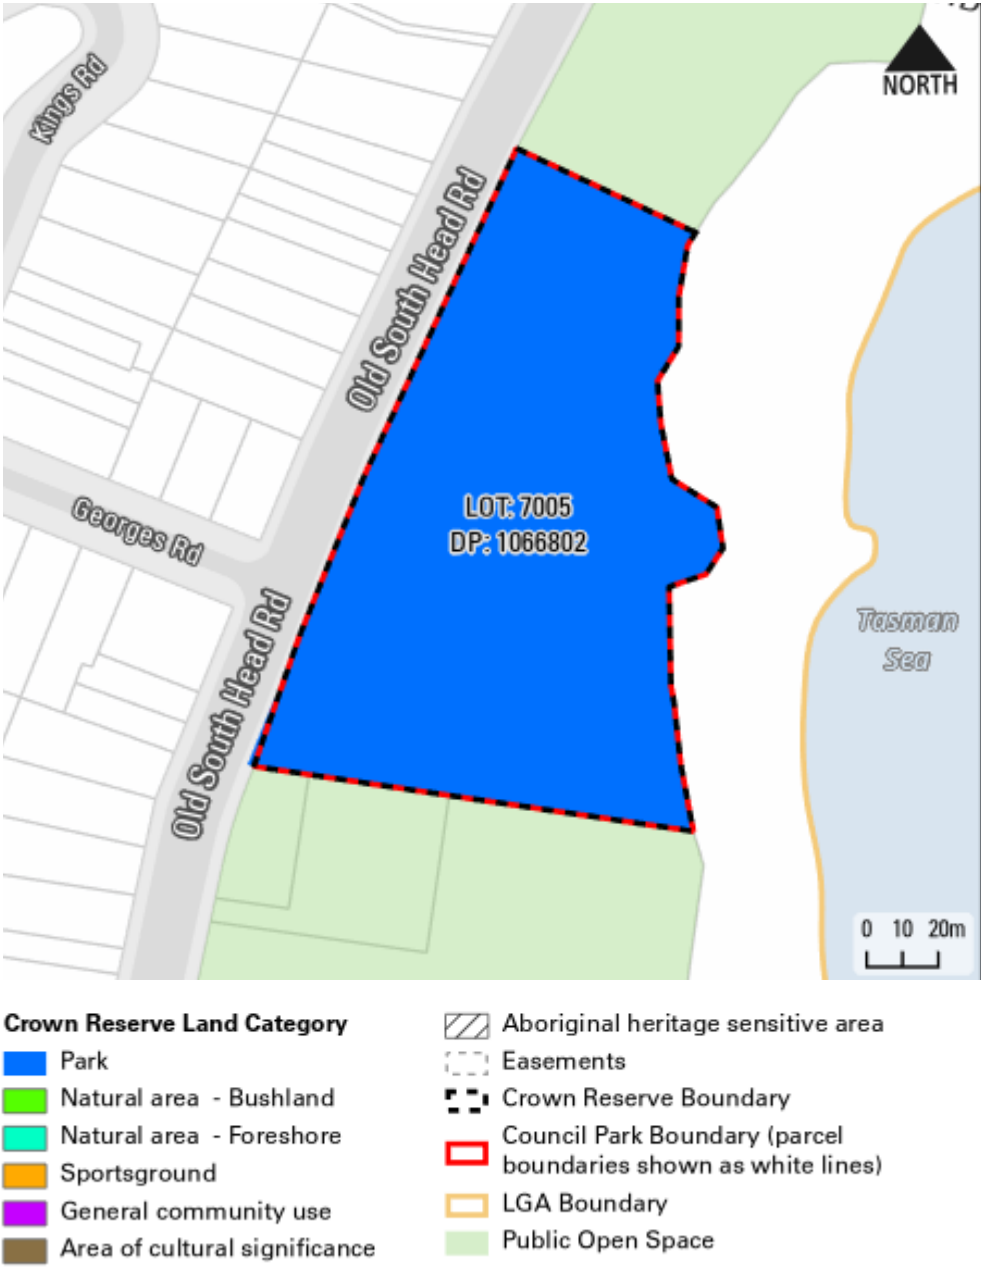 NORTH
Kings Rd
Old South Head Rd
LOT: 7005
DP: 1066802
Georges Rd
Old South Head Rd
Tasman
Sea
0 10 20m
Crown Reserve Land Category
Park
Natural area - Bushland
Natural area - Foreshore
Sportsground
General community use
Area of cultural significance
Aboriginal heritage sensitive area
Easements
Crown Reserve Boundary
Council Park Boundary (parcel
boundaries shown as white lines)
LGA Boundary
Public Open Space